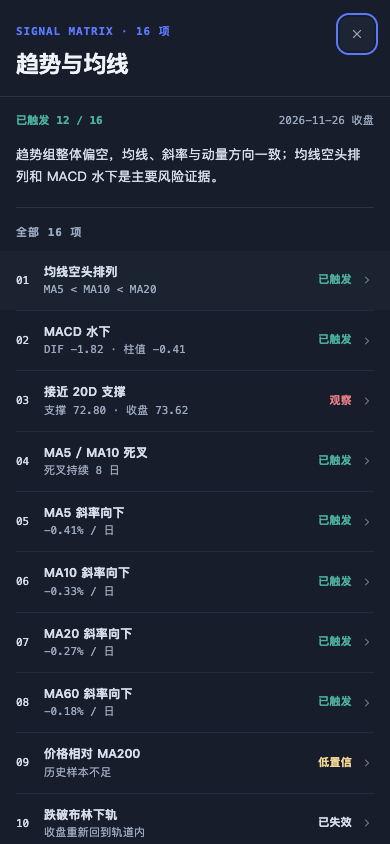 SIGNAL MATRIX · 16 项
趋势与均线
已触发 12 / 16
2026-11-26 收盘
趋势组整体偏空，均线、斜率与动量方向一致；均线空头排
列和 MACD 水下是主要风险证据。
全部 16 项
01 均线空头排列 已触发
MA5 < MA10 < MA20
02 MACD 水下 已触发
DIF -1.82 · 柱值 -0.41
03 接近 20D 支撑 观察
支撑 72.80 · 收盘 73.62
04 MA5 / MA10 死叉 已触发
死叉持续 8 日
05 MA5 斜率向下 已触发
-0.41% / 日
06 MA10 斜率向下 已触发
-0.33% / 日
07 MA20 斜率向下 已触发
-0.27% / 日
08 MA60 斜率向下 已触发
-0.18% / 日
09 价格相对 MA200 低置信
历史样本不足
10 跌破布林下轨 已失效
收盘重新回到轨道内